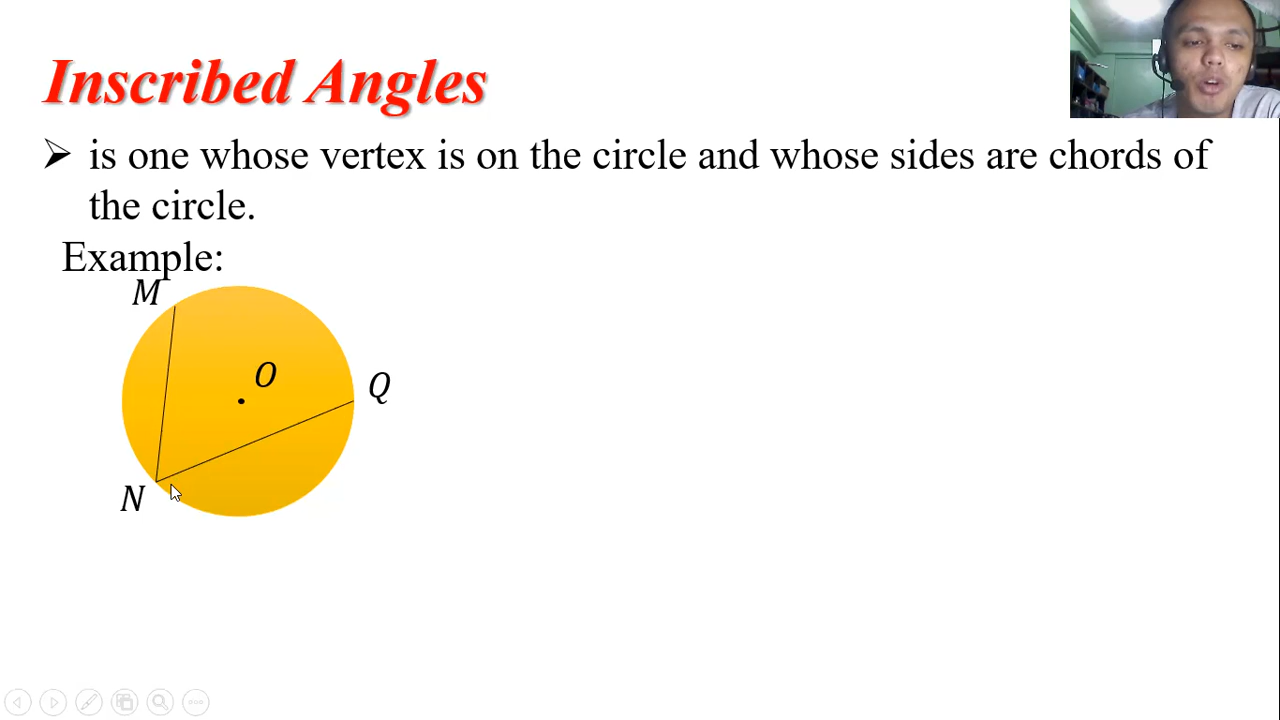 Inscribed Angles
➢ is one whose vertex is on the circle and whose sides are chords of
the circle.
Example:
M
O
Q
N